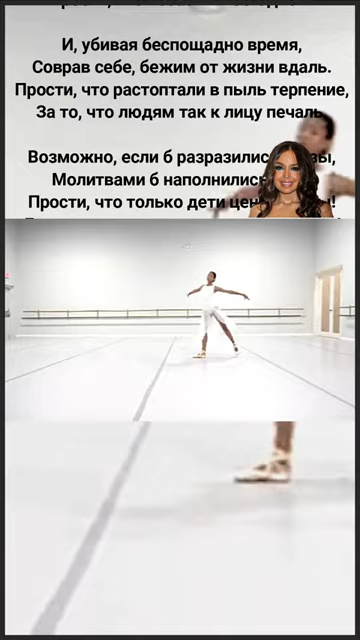 И, убивая беспощадно время,
Соврав себе, бежим от жизни вдаль.
Прости, что растоптали в пыль терпение,
За то, что людям так к лицу печаль
Возможно, если б разразились
Молитвами б наполнились
Прости, что только дети